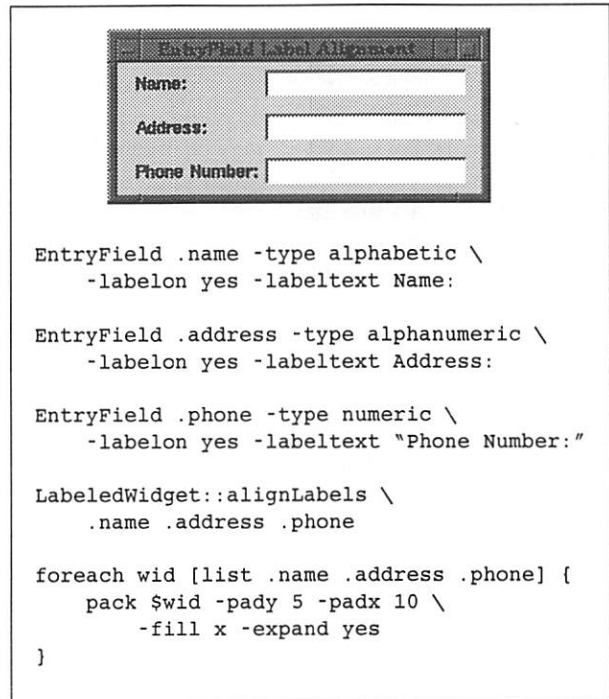 EntryField Label Alignment
Name:
Address:
Phone Number:
EntryField .name -type alphabetic \
-labelon yes -labeltext Name:
EntryField .address -type alphanumeric \
-labelon yes -labeltext Address:
EntryField .phone -type numeric \
-labelon yes -labeltext “Phone Number:”
LabeledWidget::alignLabels \
.name .address .phone
foreach wid [list .name .address .phone] {
pack $wid -pady 5 -padx 10 \
-fill x -expand yes
}